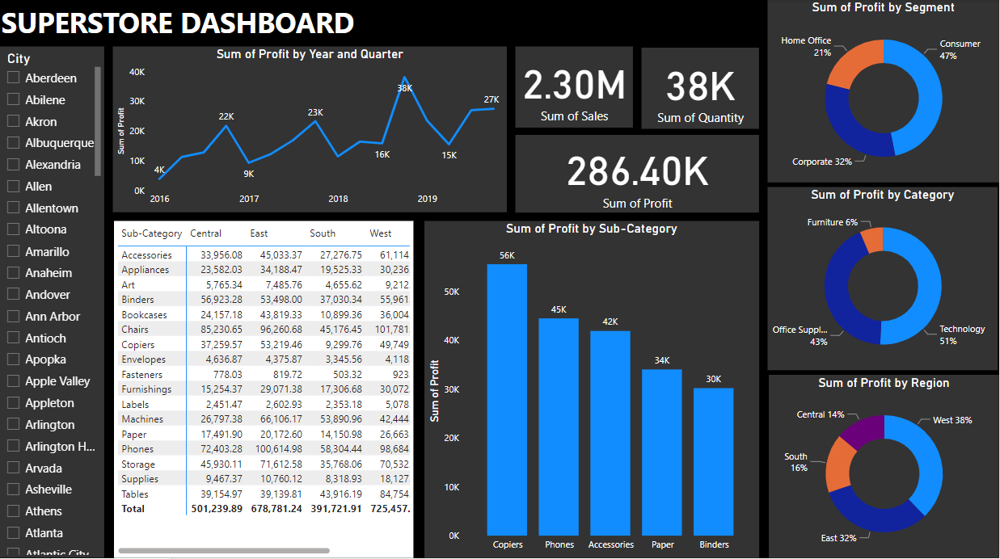 SUPERSTORE DASHBOARD
City
Aberdeen
Abilene
Akron
Albuquerque
Alexandria
Allen
Allentown
Altoona
Amarillo
Anaheim
Andover
Ann Arbor
Antioch
Apopka
Apple Valley
Appleton
Arlington
Arlington H...
Arvada
Asheville
Athens
Atlanta
Atlantic City
Sum of Profit by Year and Quarter
Sum of Profit
40K
30K
20K
10K
0K
4K
22K
9K
23K
16K
38K
15K
27K
2016 2017 2018 2019
2.30M
Sum of Sales
38K
Sum of Quantity
286.40K
Sum of Profit
Sub-Category Central East South West
Accessories 33,956.08 45,033.37 27,276.75 61,114
Appliances 23,582.03 34,188.47 19,525.33 30,236
Art 5,765.34 7,485.76 4,655.62 9,212
Binders 56,923.28 53,498.00 37,030.34 55,961
Bookcases 24,157.18 43,819.33 10,899.36 36,004
Chairs 85,230.65 96,260.68 45,176.45 101,781
Copiers 37,259.57 53,219.46 9,299.76 49,749
Envelopes 4,636.87 4,375.87 3,345.56 4,118
Fasteners 778.03 819.72 503.32 923
Furnishings 15,254.37 29,071.38 17,306.68 30,072
Labels 2,451.47 2,602.93 2,353.18 5,078
Machines 26,797.38 66,106.17 53,890.96 42,444
Paper 17,491.90 20,172.60 14,150.98 26,663
Phones 72,403.28 100,614.98 58,304.44 98,684
Storage 45,930.11 71,612.58 35,768.06 70,532
Supplies 9,467.37 10,760.12 8,318.93 18,127
Tables 39,154.97 39,139.81 43,916.19 84,754
Total 501,239.89 678,781.24 391,721.91 725,457.
Sum of Profit by Sub-Category
Sum of Profit
50K
40K
30K
20K
10K
0K
56K
45K
42K
34K
30K
Copiers Phones Accessories Paper Binders
Sum of Profit by Segment
Home Office
21%
Consumer
47%
Corporate 32%
Sum of Profit by Category
Furniture 6%
Office Suppl...
43%
Technology
51%
Sum of Profit by Region
Central 14%
West 38%
South
16%
East 32%